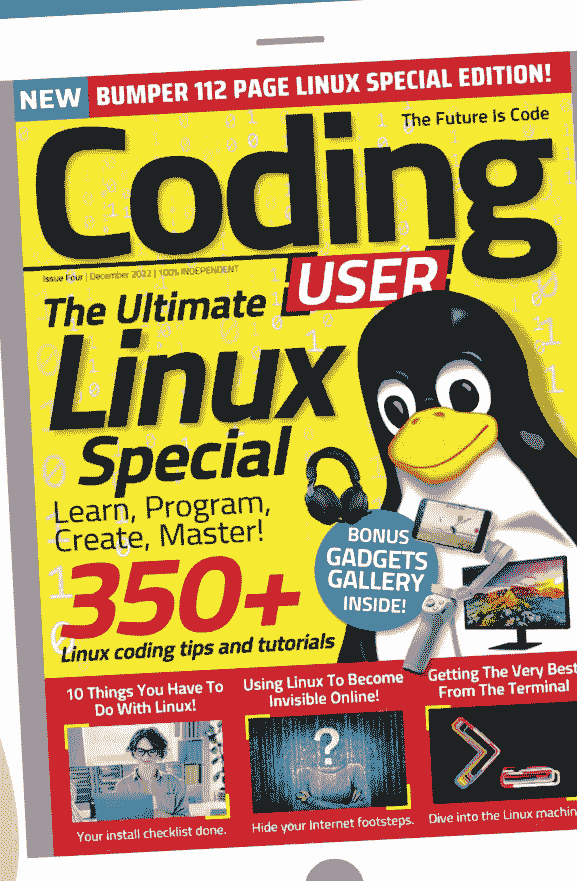 NEW BUMPER 112 PAGE LINUX SPECIAL EDITION!
The Future Is Code
Coding
USER
Issue Four | December 2022 | 100% INDEPENDENT
The Ultimate
Linux
Special
Learn, Program,
Create, Master!
350+
Linux coding tips and tutorials
BONUS
GADGETS
GALLERY
INSIDE!
10 Things You Have To
Do With Linux!
Your install checklist done.
Using Linux To Become
Invisible Online!
?
Hide your Internet footsteps.
Getting The Very Best
From The Terminal
>_
Dive into the Linux machin